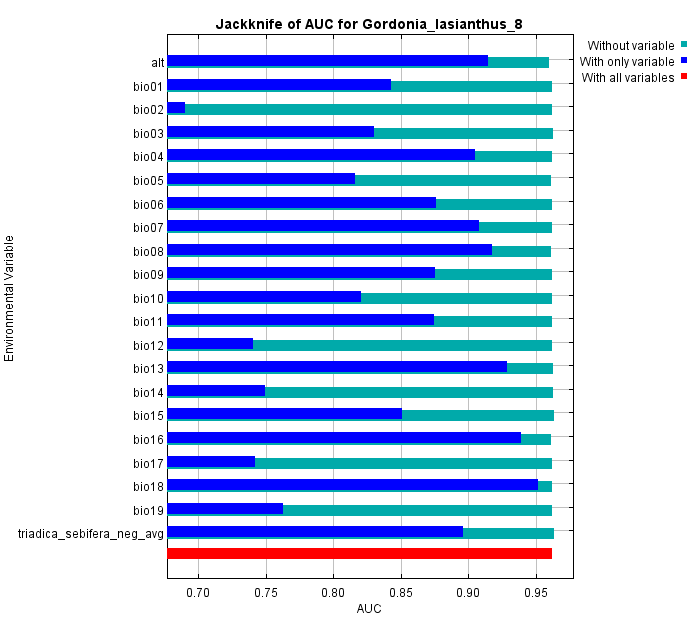 Jackknife of AUC for Gordonia_lasianthus_8
Without variable
With only variable
With all variables
Environmental Variable
alt
bio01
bio02
bio03
bio04
bio05
bio06
bio07
bio08
bio09
bio10
bio11
bio12
bio13
bio14
bio15
bio16
bio17
bio18
bio19
triadica_sebifera_neg_avg
0.70 0.75 0.80 0.85 0.90 0.95
AUC